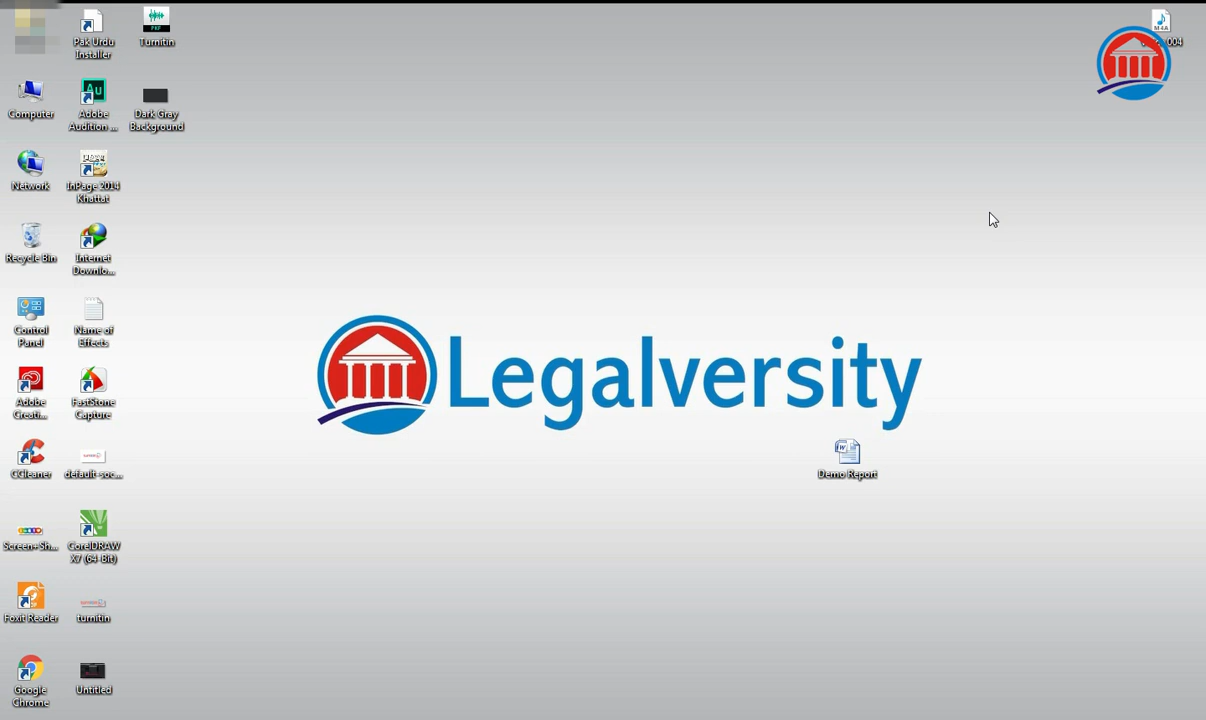 Pak Urdu
Installer
Turnitin
004
Computer
Adobe
Audition ...
Dark Gray
Background
Network
InPage 2014
Khattat
Recycle Bin
Internet
Downlo...
Control
Panel
Name of
Effects
Adobe
Creati...
FastStone
Capture
Legalversity
CCleaner
default-soc...
Demo Report
Screen+Sh...
CorelDRAW
X7 (64-Bit)
Foxit Reader
turnitin
Google
Chrome
Untitled